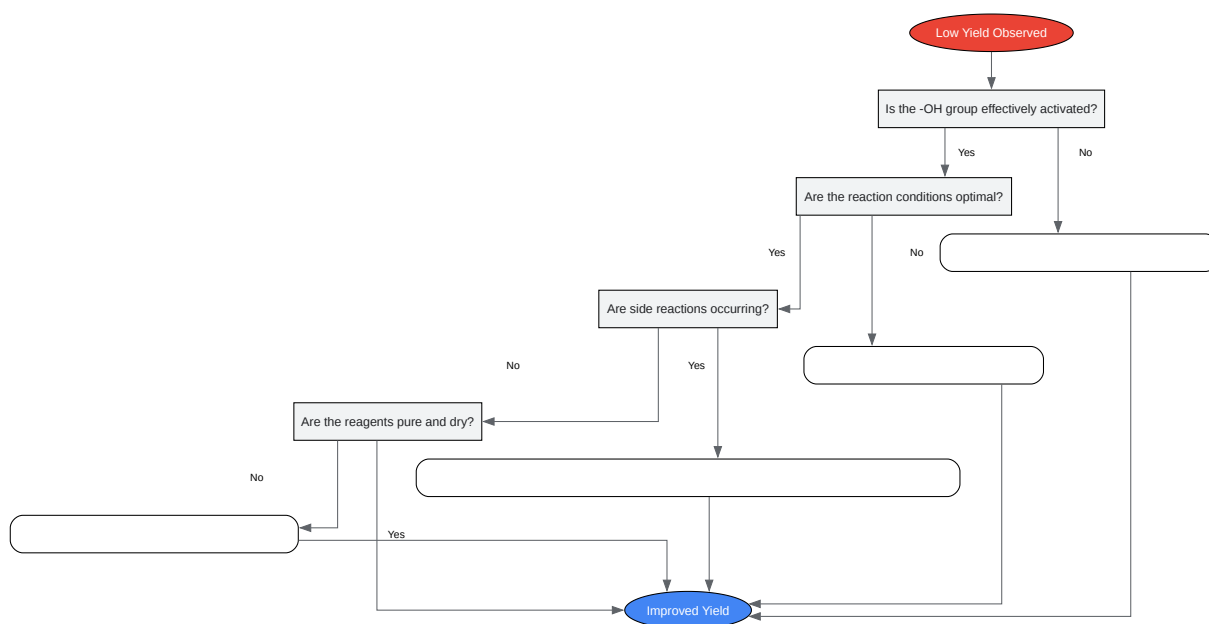 Low Yield Observed
Is the -OH group effectively activated?
Yes
No
Are the reaction conditions optimal?
Yes
No
Are side reactions occurring?
No
Yes
Are the reagents pure and dry?
No
Yes
Improved Yield